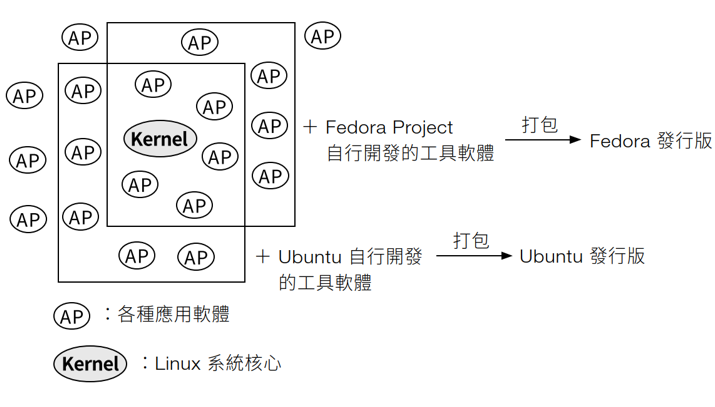 AP
AP
AP
AP
AP
AP
AP
AP
AP
AP
Kernel
AP
AP
AP
AP
AP
AP
AP
AP
AP
AP
AP
＋ Fedora Project
自行開發的工具軟體
打包
Fedora 發行版
＋ Ubuntu 自行開發
的工具軟體
打包
Ubuntu 發行版
AP ：各種應用軟體
Kernel ：Linux 系統核心